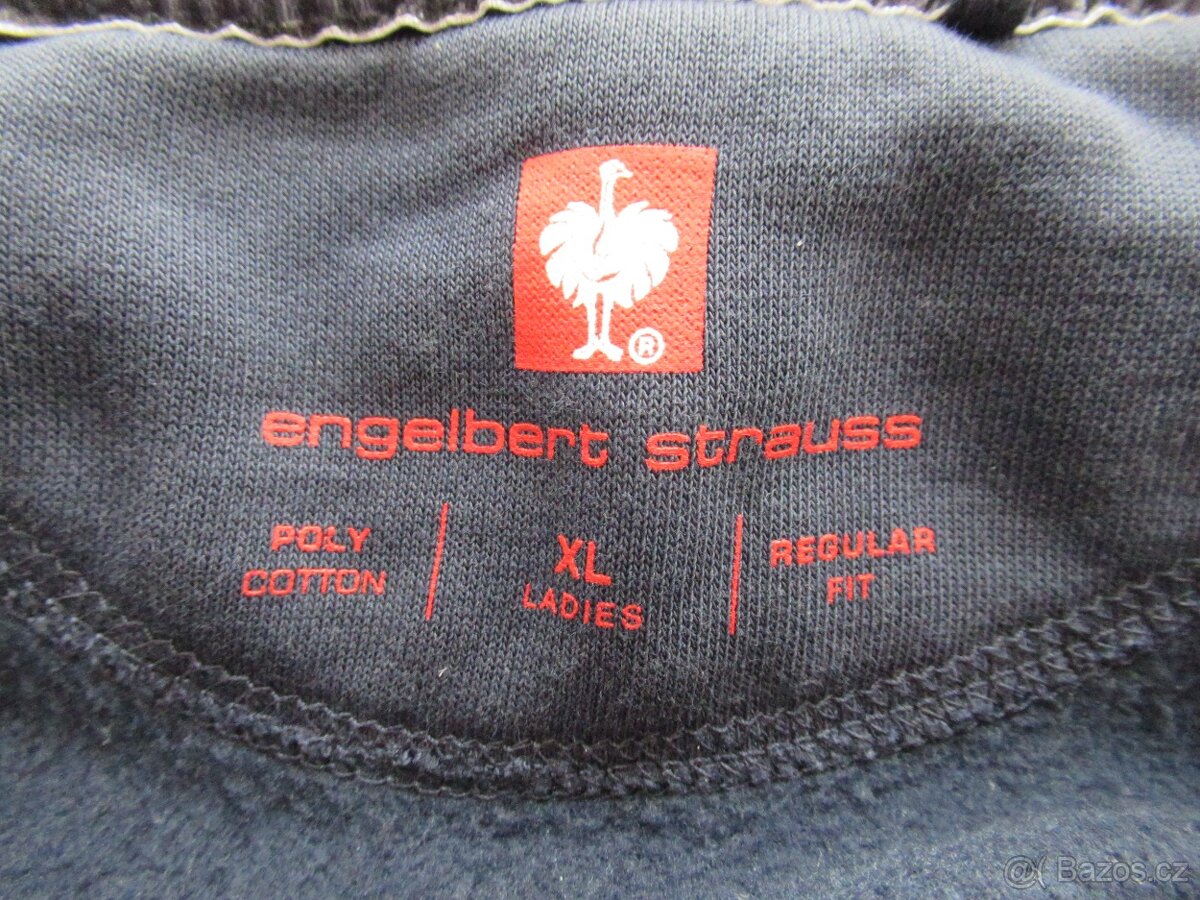 ®
engelbert strauss
POLY
COTTON
XL
LADIES
REGULAR
FIT
Bazos.cz